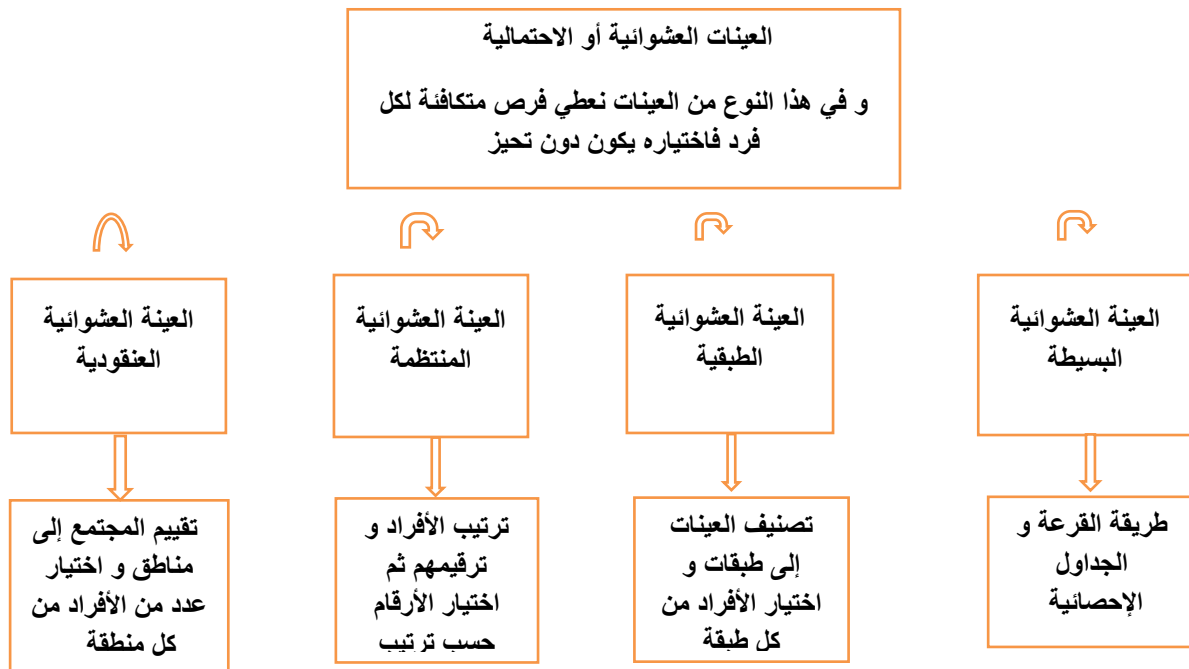 العينات العشوائية أو الاحتمالية
و في هذا النوع من العينات نعطي فرص متكافئة لكل
فرد فاختياره يكون دون تحيز
العينة العشوائية
البسيطة
العينة العشوائية
الطبقية
العينة العشوائية
المنتظمة
العينة العشوائية
العنقودية
طريقة القرعة و
الجداول
الإحصائية
تصنيف العينات
إلى طبقات و
اختيار الأفراد من
كل طبقة
ترتيب الأفراد و
ترقيمهم ثم
اختيار الأرقام
حسب ترتيب
تقييم المجتمع إلى
مناطق و اختيار
عدد من الأفراد من
كل منطقة